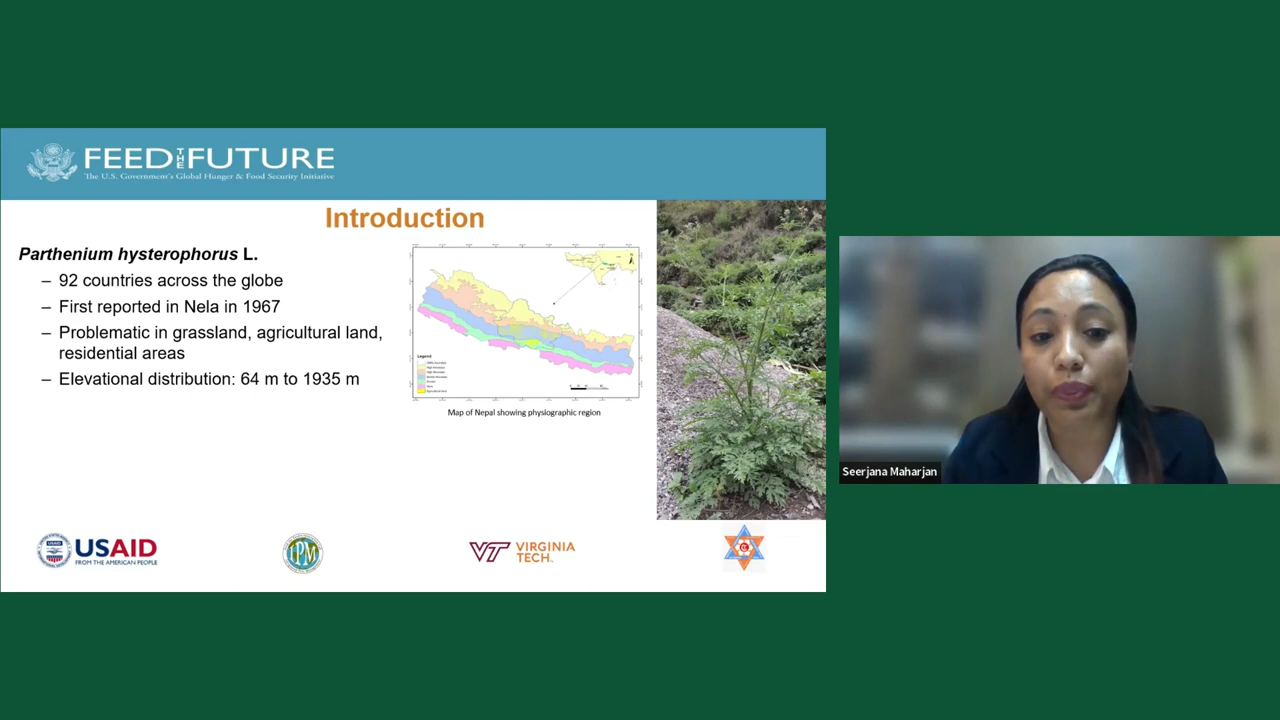 FEED THE FUTURE
The U.S. Government's Global Hunger & Food Security Initiative
Introduction
Parthenium hysterophorus L.
– 92 countries across the globe
– First reported in Nela in 1967
– Problematic in grassland, agricultural land,
residential areas
– Elevational distribution: 64 m to 1935 m
Legend
Map of Nepal showing physiographic region
USAID
FROM THE AMERICAN PEOPLE
IPM
VT VIRGINIA
TECH
Seerjana Maharjan